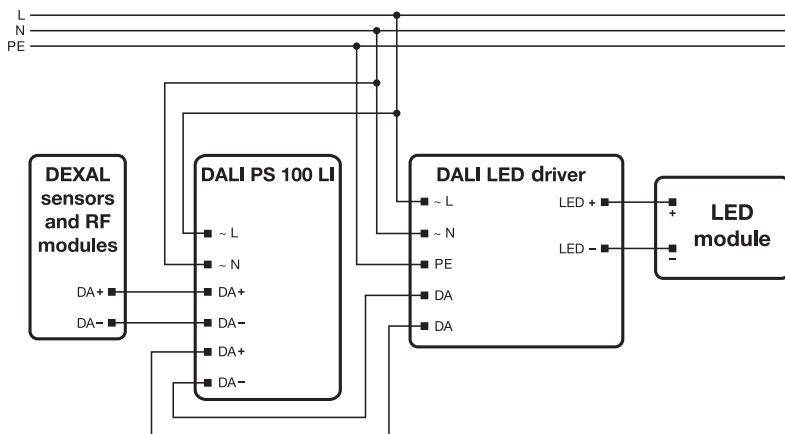 L
N
PE
DEXAL
sensors
and RF
modules
DA+
DA–
DALI PS 100 LI
~ L
~ N
DA+
DA–
DA+
DA–
DALI LED driver
~ L
~ N
PE
DA
DA
LED +
LED –
+
–
LED
module